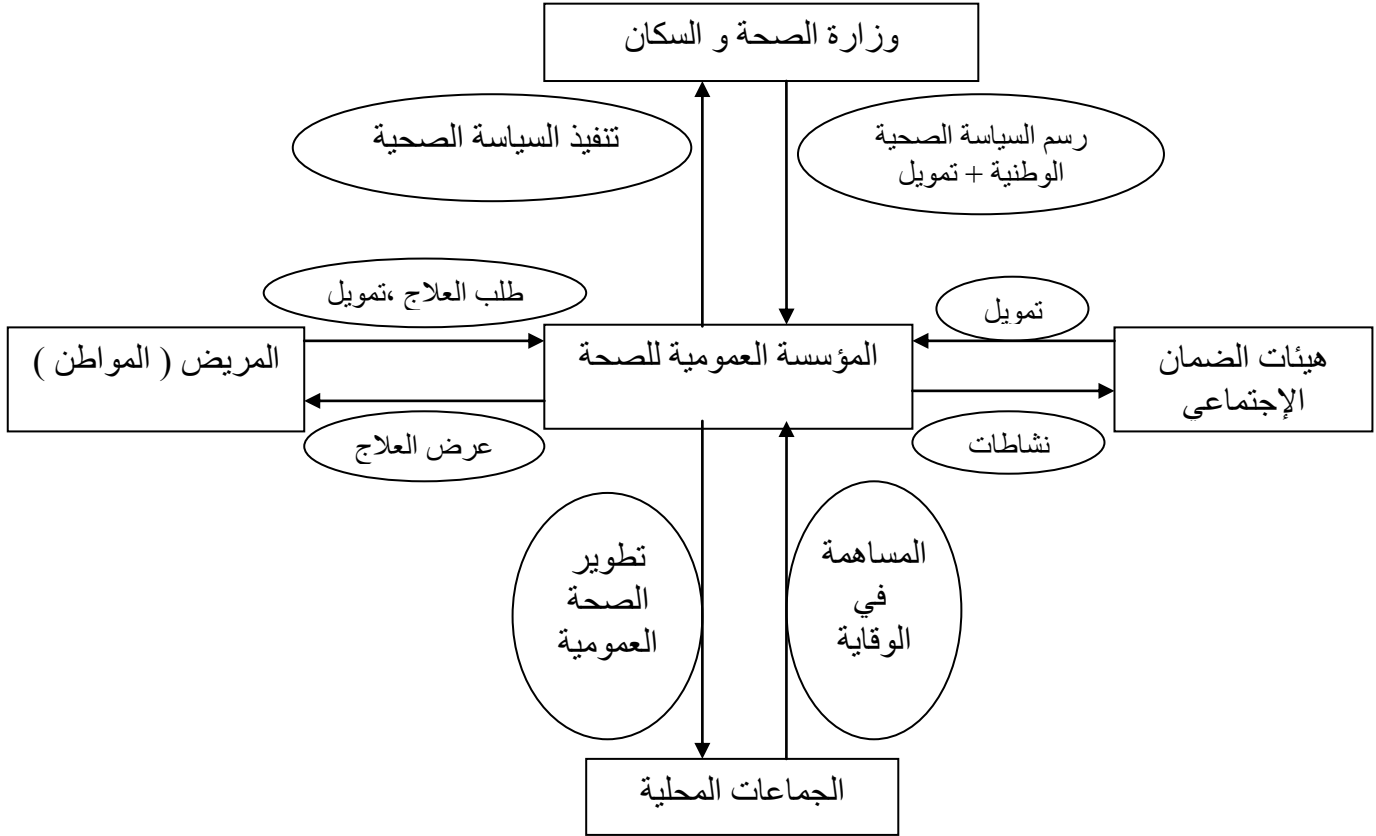 وزارة الصحة و السكان
تنفيذ السياسة الصحية
رسم السياسة الصحية
الوطنية + تمويل
طلب العلاج ،تمويل
تمويل
المريض ( المواطن )
المؤسسة العمومية للصحة
هيئات الضمان
الإجتماعي
عرض العلاج
نشاطات
تطوير
الصحة
العمومية
المساهمة
في
الوقاية
الجماعات المحلية